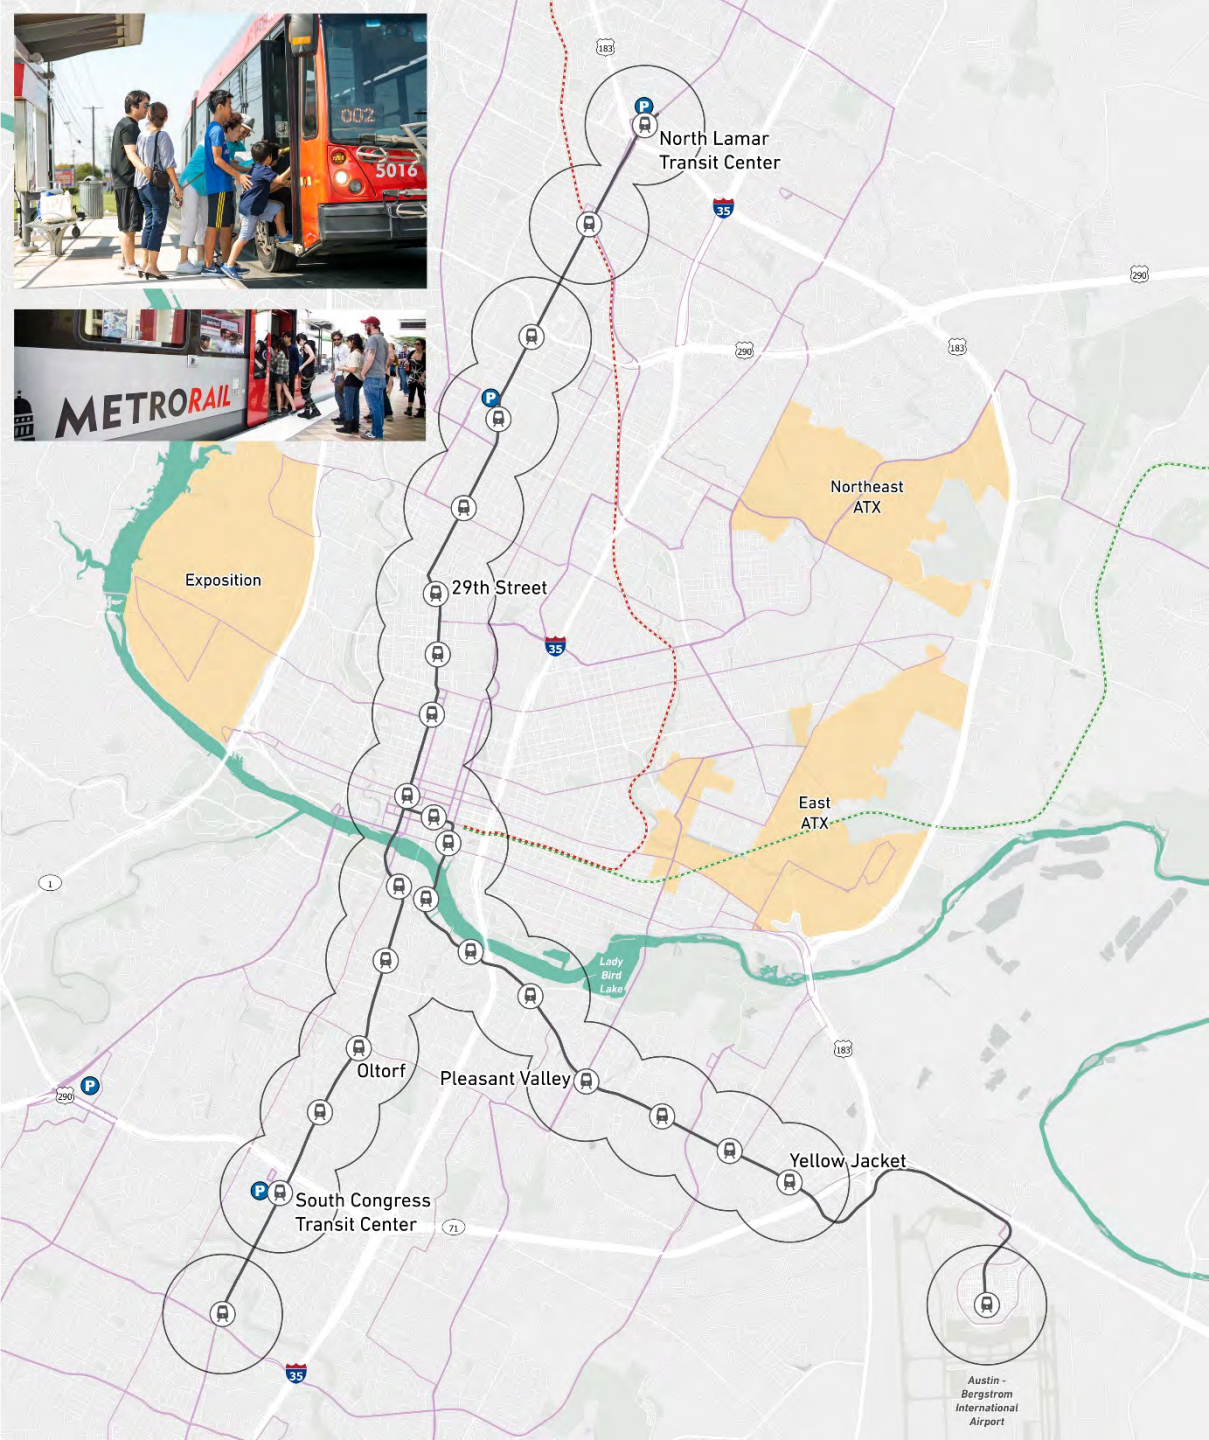 002
5016
METRORAIL
183
P
North Lamar
Transit Center
35
290
290
183
P
Northeast
ATX
Exposition
29th Street
35
East
ATX
1
Lady
Bird
Lake
183
Oltorf
Pleasant Valley
P
290
Yellow Jacket
P
South Congress
Transit Center
71
35
Austin -
Bergstrom
International
Airport